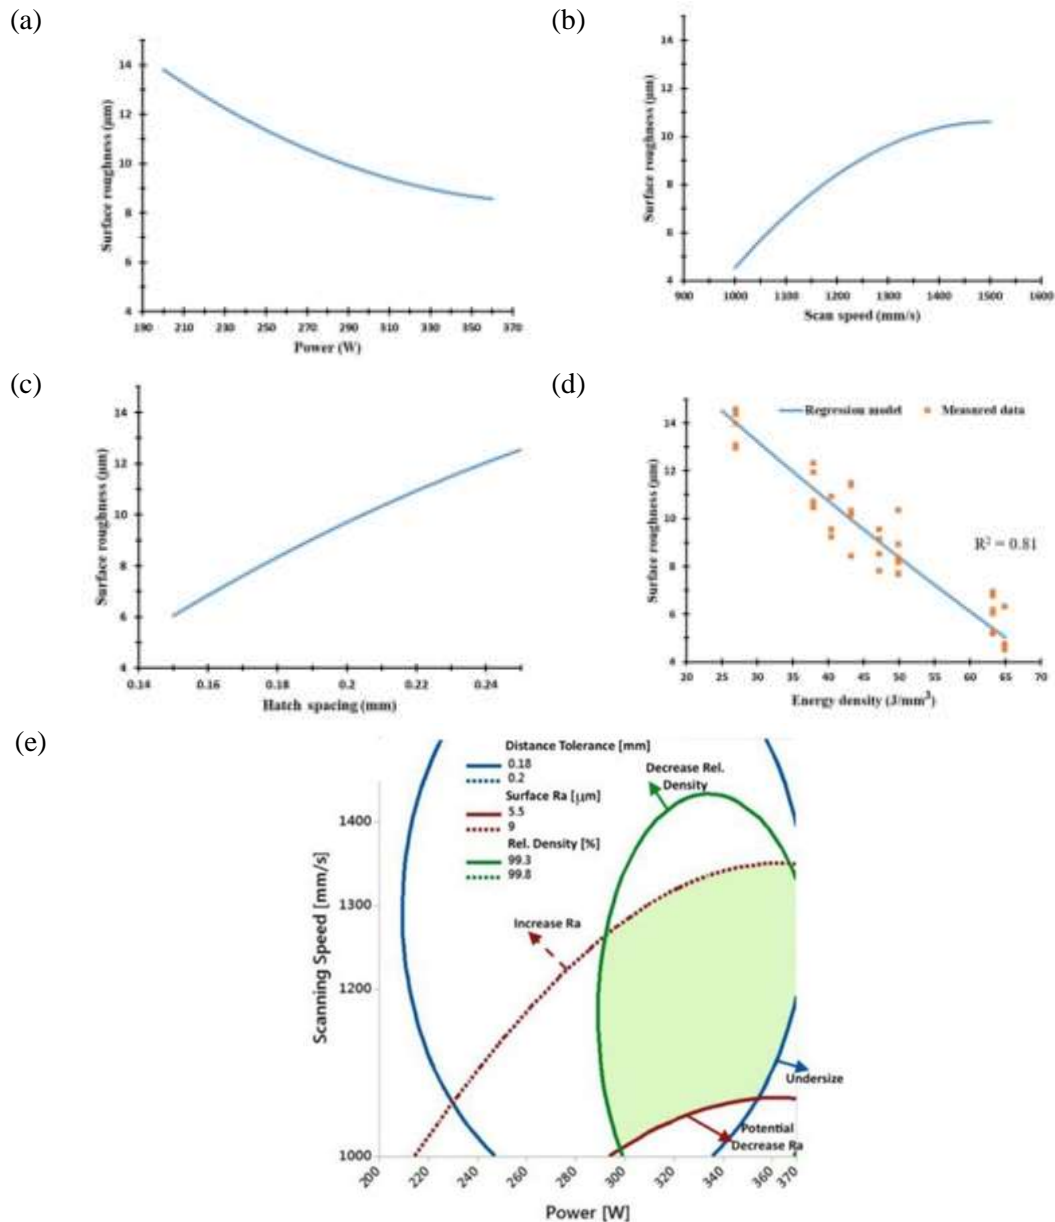 (a)
Surface roughness (μm)
14
12
10
8
6
4
190 210 230 250 270 290 310 330 350 370
Power (W)
(b)
Surface roughness (μm)
14
12
10
8
6
4
900 1000 1100 1200 1300 1400 1500 1600
Scan speed (mm/s)
(c)
Surface roughness (μm)
14
12
10
8
6
4
0.14 0.16 0.18 0.2 0.22 0.24
Hatch spacing (mm)
(d)
Surface roughness (μm)
Regression model Measured data
14
12
10
8
6
4
R² = 0.81
20 25 30 35 40 45 50 55 60 65 70
Energy density (J/mm³)
(e)
Distance Tolerance [mm]
0.18
0.2
Surface Ra [μm]
5.5
9
Rel. Density [%]
99.3
99.8
Decrease Rel.
Density
Increase Ra
Undersize
Potential
Decrease Ra
Scanning Speed [mm/s]
1400
1300
1200
1000
200 220 240 260 280 300 320 340 360 370
Power [W]